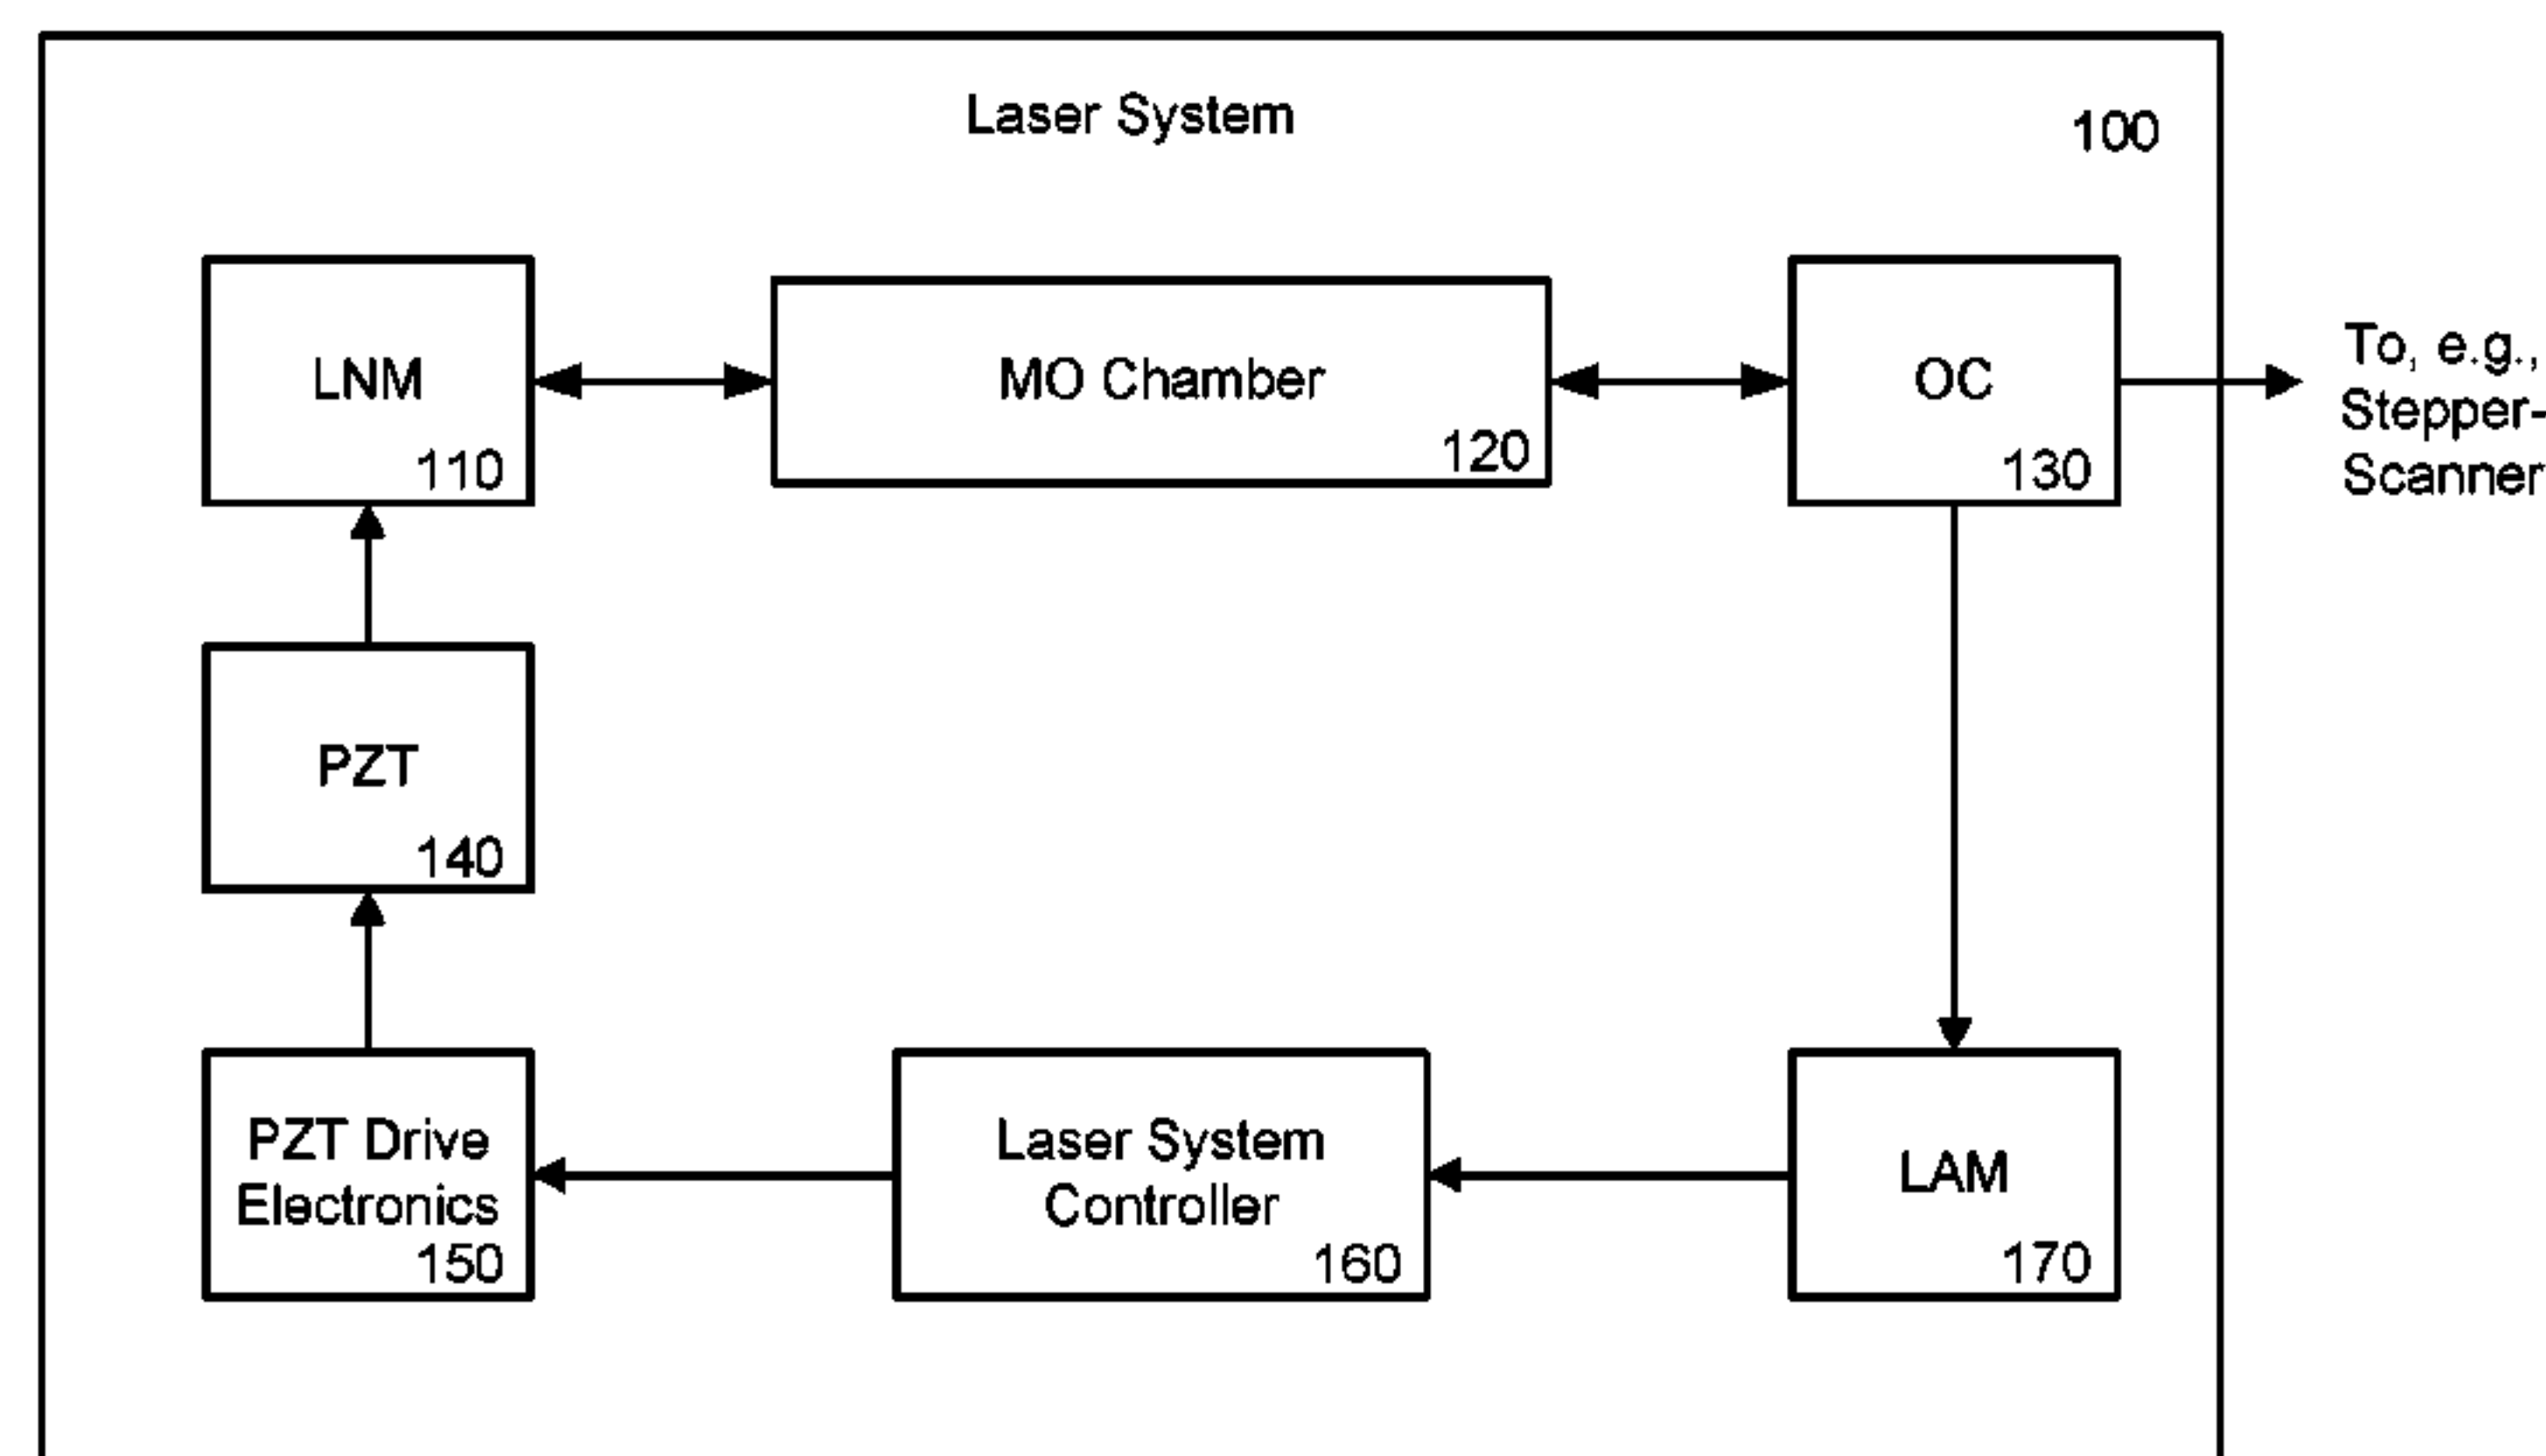 Laser System
100
LNM
110
MO Chamber
120
OC
130
To, e.g.,
Stepper-
Scanner
PZT
140
PZT Drive
Electronics
150
Laser System
Controller
160
LAM
170